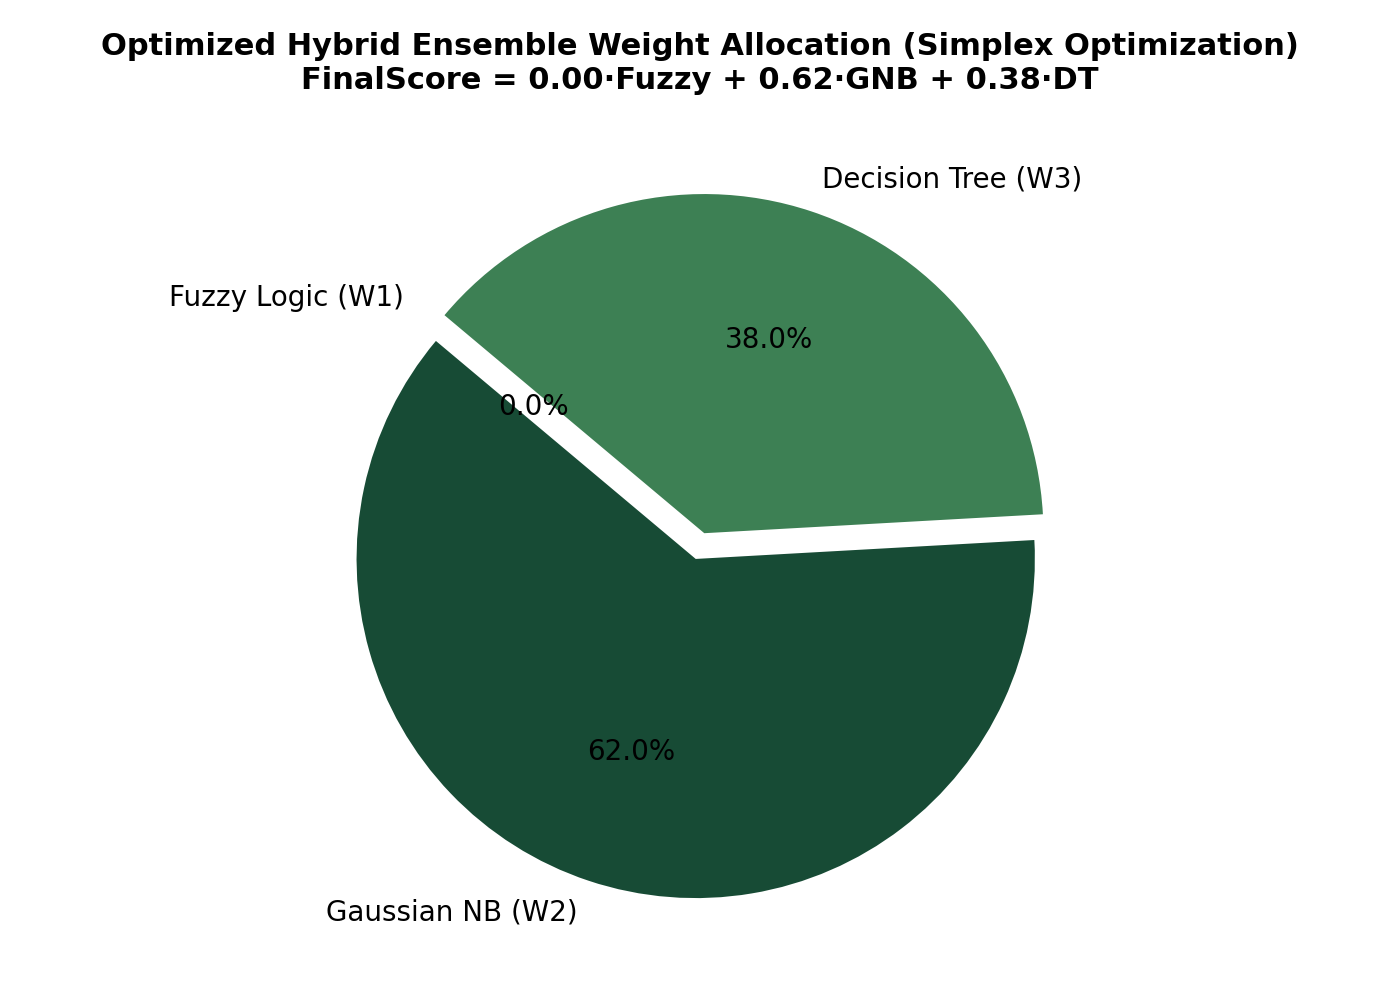 Optimized Hybrid Ensemble Weight Allocation (Simplex Optimization)
FinalScore = 0.00·Fuzzy + 0.62·GNB + 0.38·DT
Decision Tree (W3)
Fuzzy Logic (W1)
38.0%
0.0%
62.0%
Gaussian NB (W2)